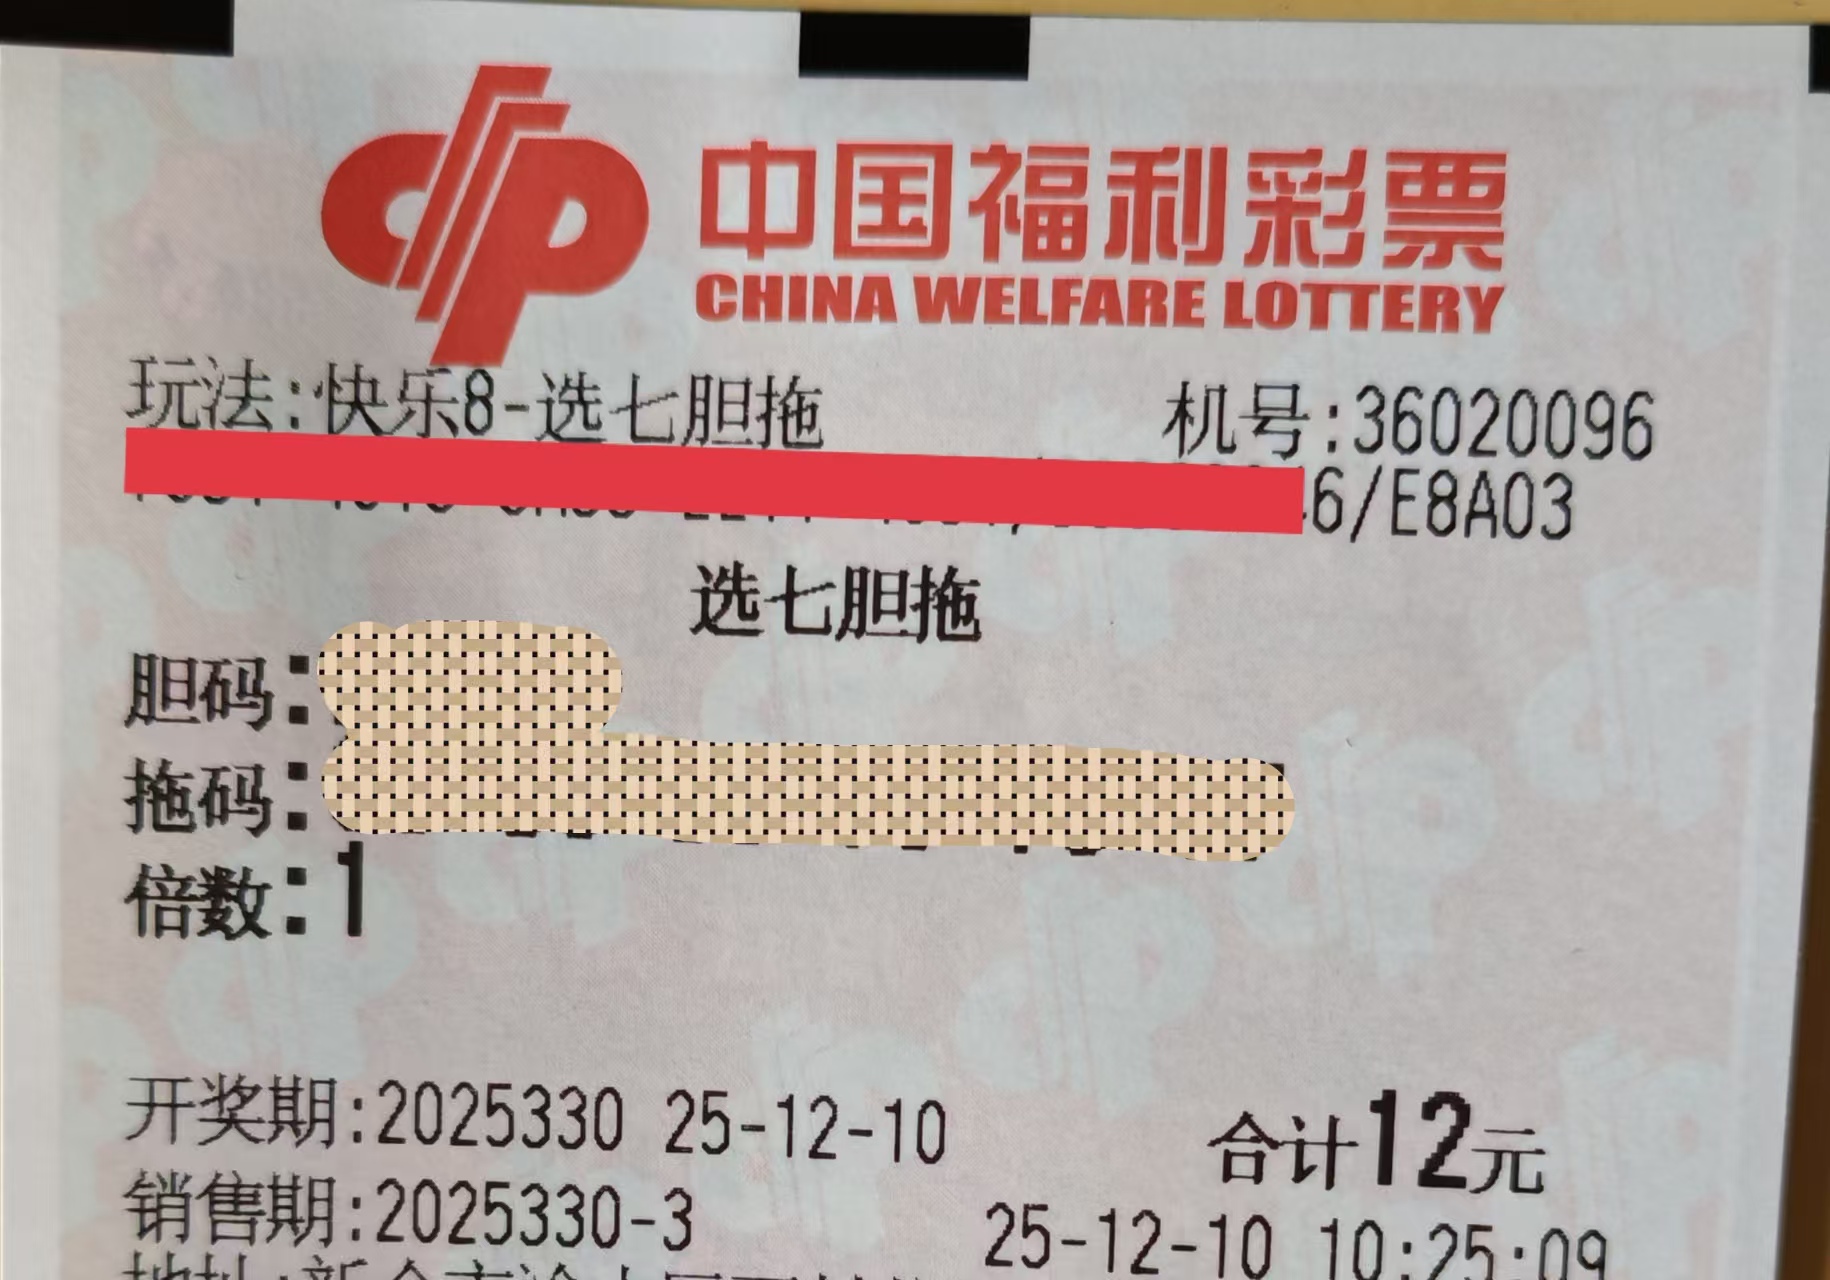 中国福利彩票
CHINA WELFARE LOTTERY
玩法:快乐8-选七胆拖 机号:36020096
6/E8A03
选七胆拖
胆码:
拖码:
倍数:1
开奖期:2025330 25-12-10 合计12元
销售期:2025330-3 25-12-10 10:25:09